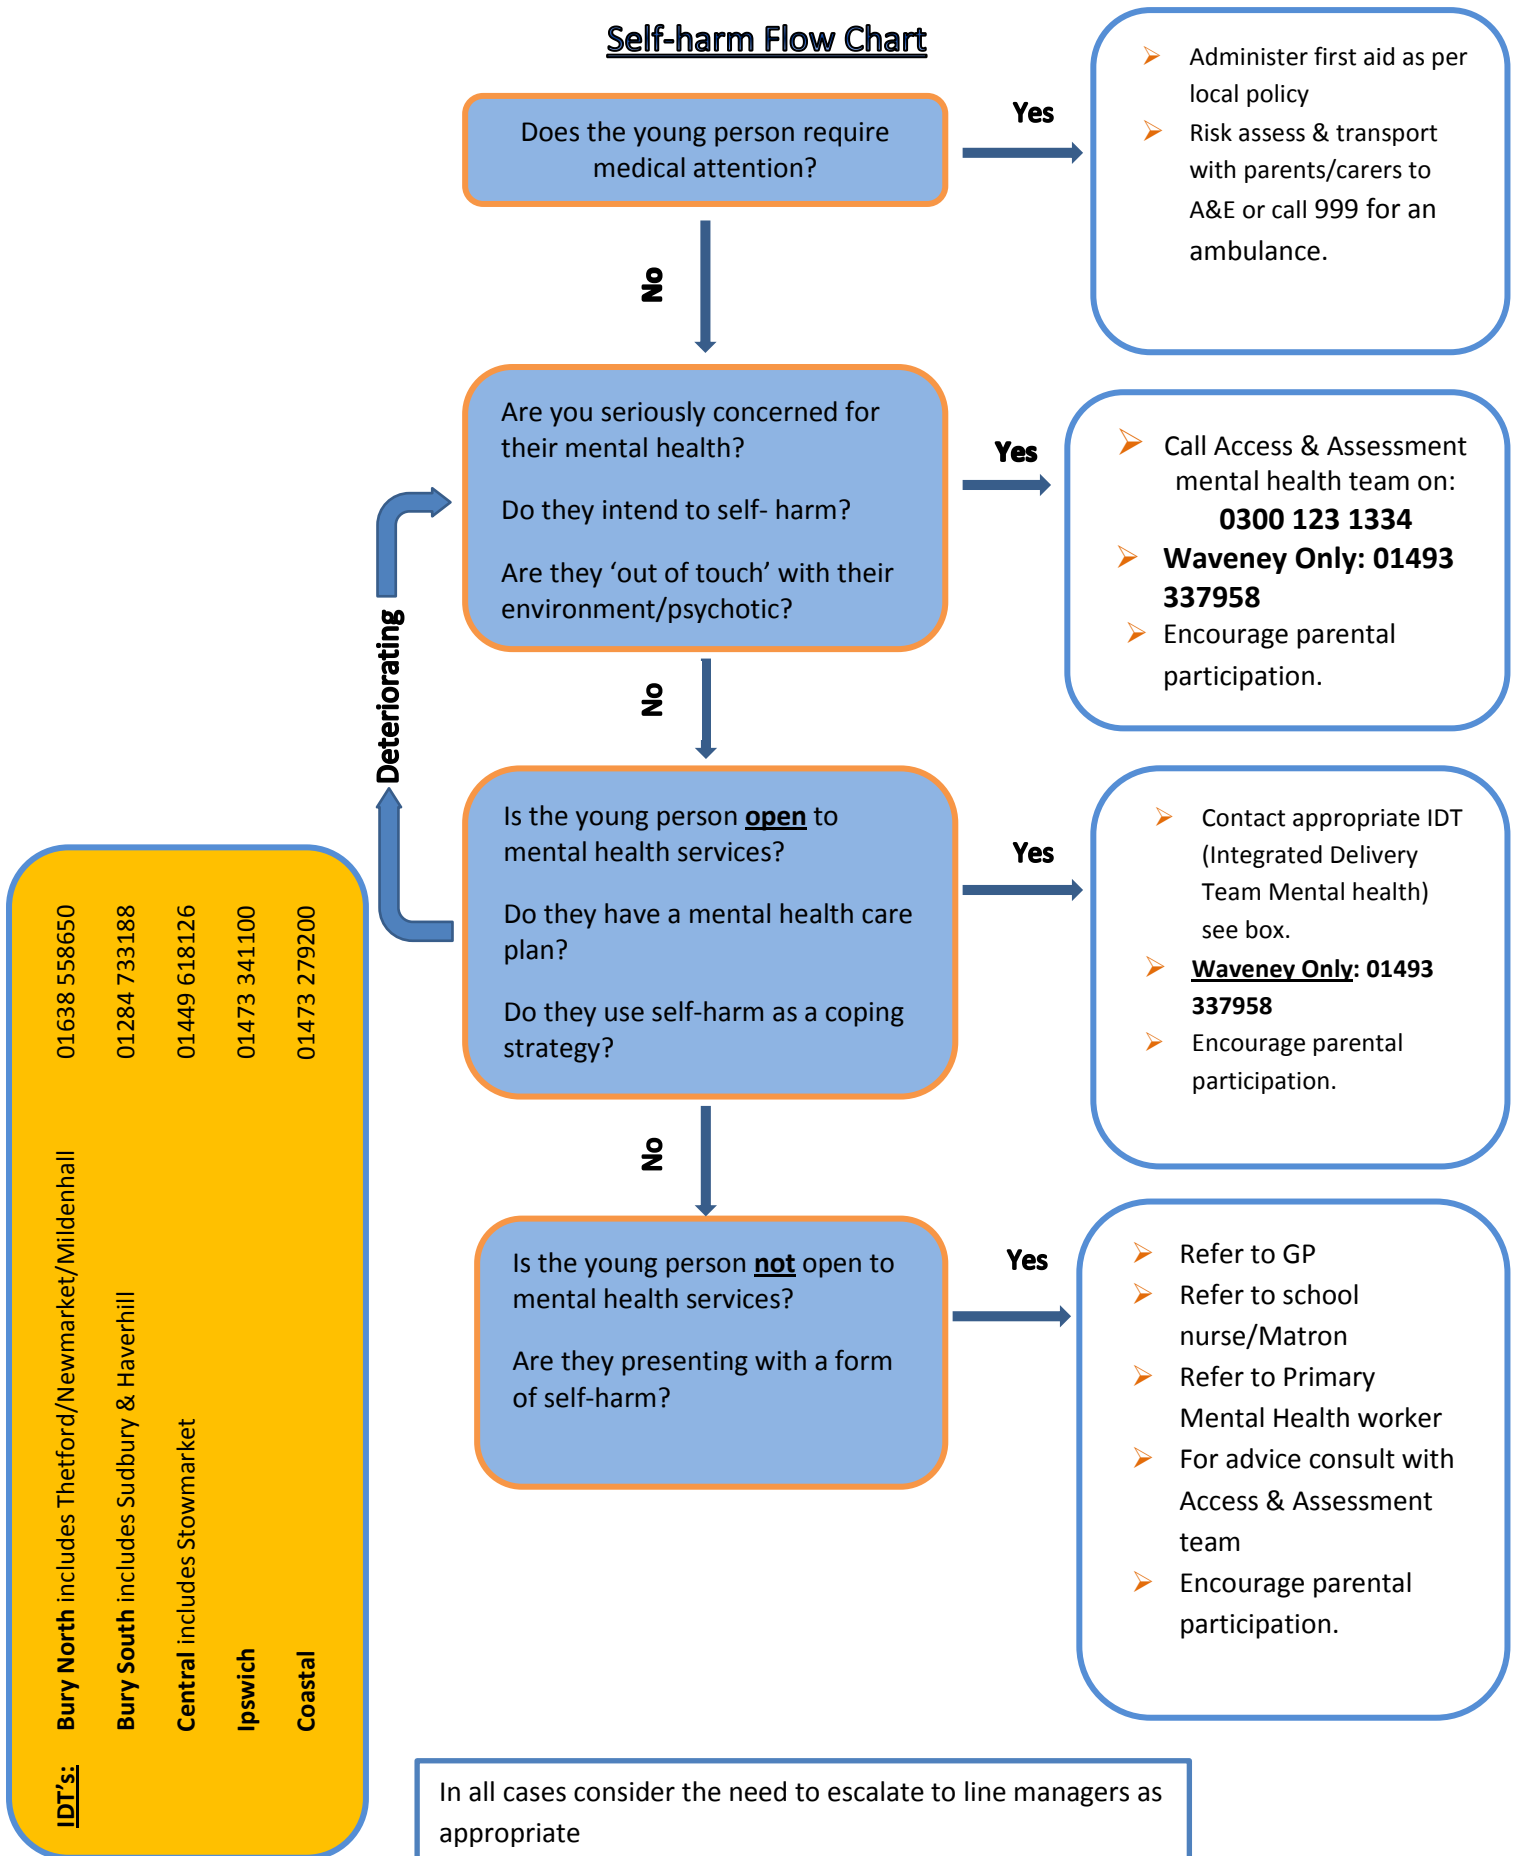 Self-harm Flow Chart
Does the young person require
medical attention?
Yes
Administer first aid as per
local policy
Risk assess & transport
with parents/carers to
A&E or call 999 for an
ambulance.
No
Are you seriously concerned for
their mental health?
Do they intend to self- harm?
Are they ‘out of touch’ with their
environment/psychotic?
Yes
Call Access & Assessment
mental health team on:
0300 123 1334
Waveney Only: 01493
337958
Encourage parental
participation.
Deteriorating
No
Is the young person open to
mental health services?
Do they have a mental health care
plan?
Do they use self-harm as a coping
strategy?
Yes
Contact appropriate IDT
(Integrated Delivery
Team Mental health)
see box.
Waveney Only: 01493
337958
Encourage parental
participation.
No
Is the young person not open to
mental health services?
Are they presenting with a form
of self-harm?
Yes
Refer to GP
Refer to school
nurse/Matron
Refer to Primary
Mental Health worker
For advice consult with
Access & Assessment
team
Encourage parental
participation.
IDT’s: Bury North includes Thetford/Newmarket/Mildenhall 01638 558650
Bury South includes Sudbury & Haverhill 01284 733188
Central includes Stowmarket 01449 618126
Ipswich 01473 341100
Coastal 01473 279200
In all cases consider the need to escalate to line managers as
appropriate